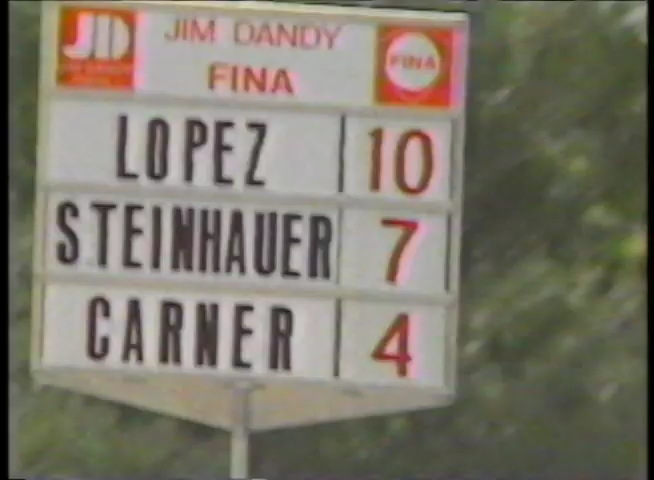 JD
JIM DANDY
FINA
FINA
LOPEZ 10
STEINHAUER 7
CARNER 4